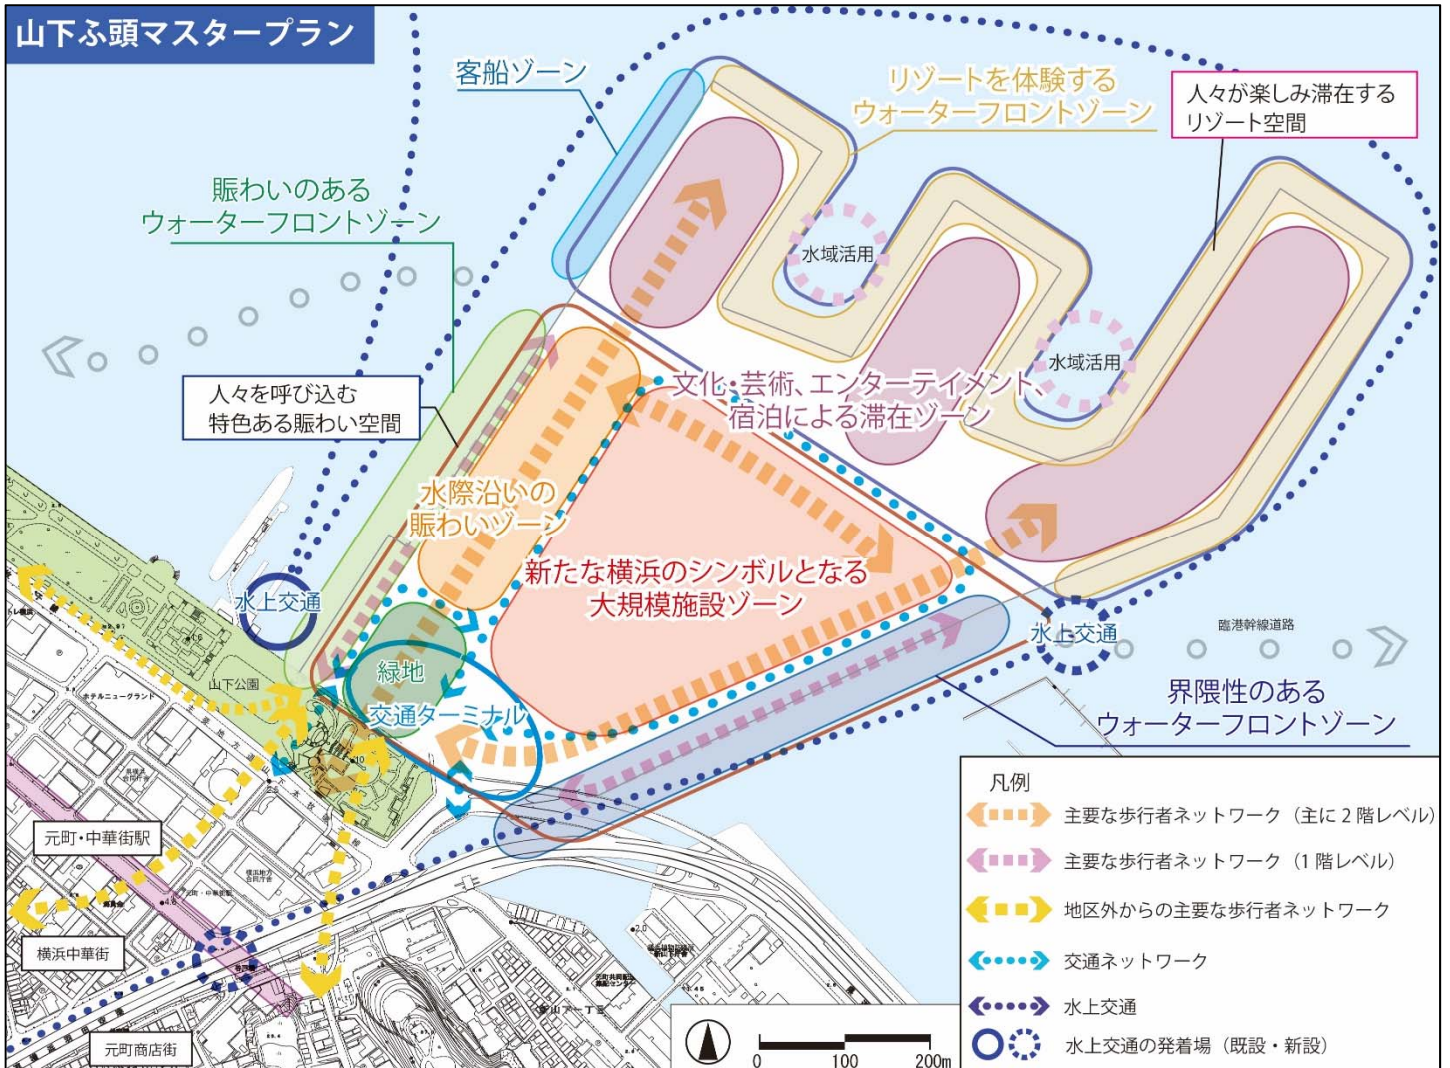 山下ふ頭マスタープラン
客船ゾーン
リゾートを体験する
ウォーターフロントゾーン
人々が楽しみ滞在する
リゾート空間
賑わいのある
ウォーターフロントゾーン
水域活用
水域活用
人々を呼び込む
特色ある賑わい空間
文化・芸術、エンターテイメント、
宿泊による滞在ゾーン
水際沿いの
賑わいゾーン
新たな横浜のシンボルとなる
大規模施設ゾーン
水上交通
水上交通
臨港幹線道路
緑地
山下公園
交通ターミナル
界隈性のある
ウォーターフロントゾーン
ホテルニューグランド
元町・中華街駅
横浜中華街
元町商店街
凡例
主要な歩行者ネットワーク（主に2階レベル）
主要な歩行者ネットワーク（1階レベル）
地区外からの主要な歩行者ネットワーク
交通ネットワーク
水上交通
水上交通の発着場（既設・新設）
0 100 200m